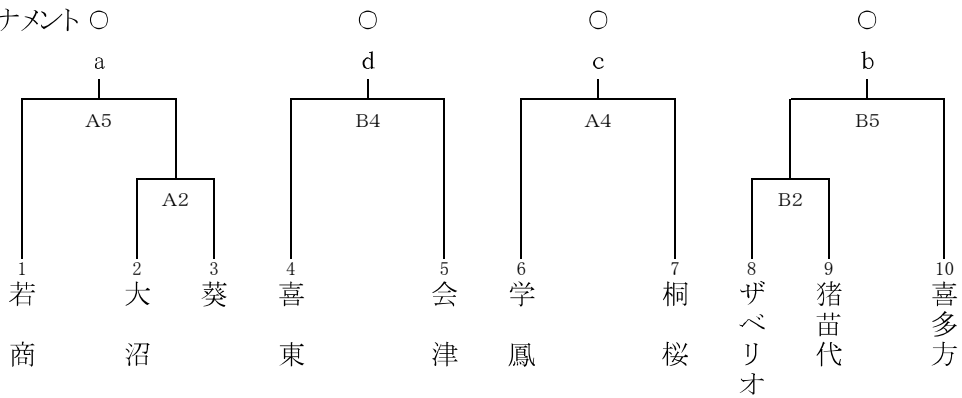 ナメント ○ ○ ○ ○
a d c b
A5 B4 A4 B5
A2 B2
1 2 3 4 5 6 7 8 9 10
若商
大沼
葵
喜東
会津
学鳳
桐桜
ザベリオ
猪苗代
喜多方